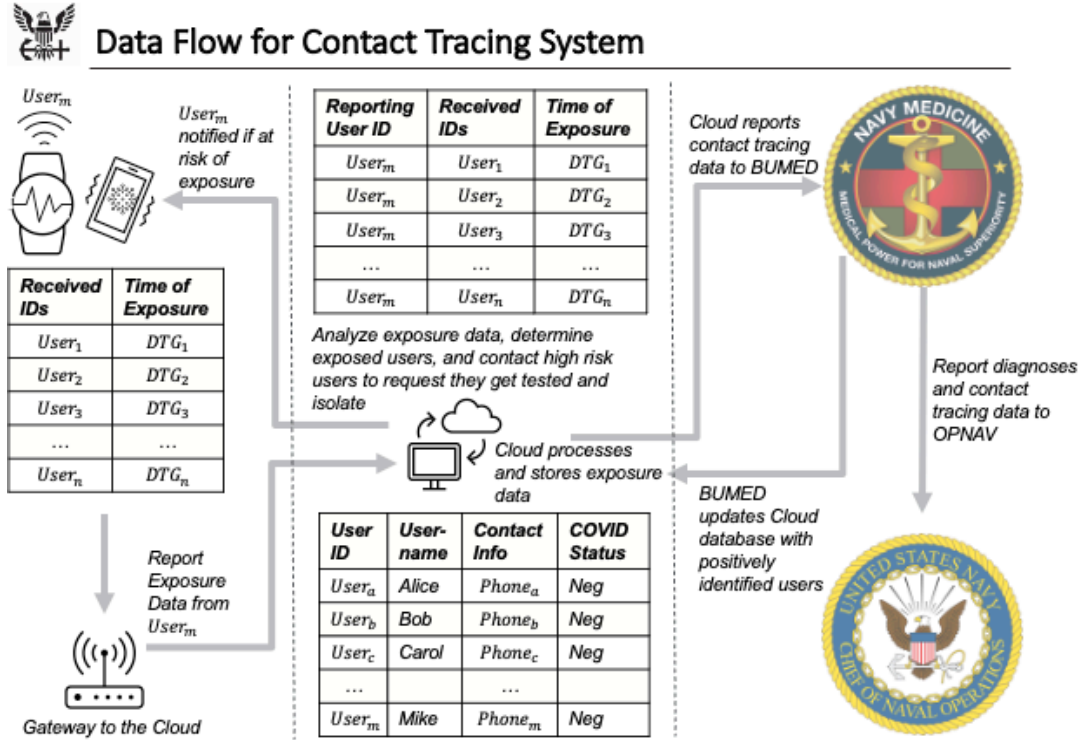 Data Flow for Contact Tracing System
User_m
User_m
notified if at
risk of
exposure
Received IDs | Time of Exposure
User_1 | DTG_1
User_2 | DTG_2
User_3 | DTG_3
... | ...
User_n | DTG_n
Report
Exposure
Data from
User_m
Gateway to the Cloud
Reporting User ID | Received IDs | Time of Exposure
User_m | User_1 | DTG_1
User_m | User_2 | DTG_2
User_m | User_3 | DTG_3
... | ... | ...
User_m | User_n | DTG_n
Analyze exposure data, determine
exposed users, and contact high risk
users to request they get tested and
isolate
Cloud processes
and stores exposure
data
User ID | User-name | Contact Info | COVID Status
User_a | Alice | Phone_a | Neg
User_b | Bob | Phone_b | Neg
User_c | Carol | Phone_c | Neg
... | | ... |
User_m | Mike | Phone_m | Neg
Cloud reports
contact tracing
data to BUMED
NAVY MEDICINE
MEDICAL POWER FOR NAVAL SUPERIORITY
Report diagnoses
and contact
tracing data to
OPNAV
BUMED
updates Cloud
database with
positively
identified users
UNITED STATES NAVY
CHIEF OF NAVAL OPERATIONS